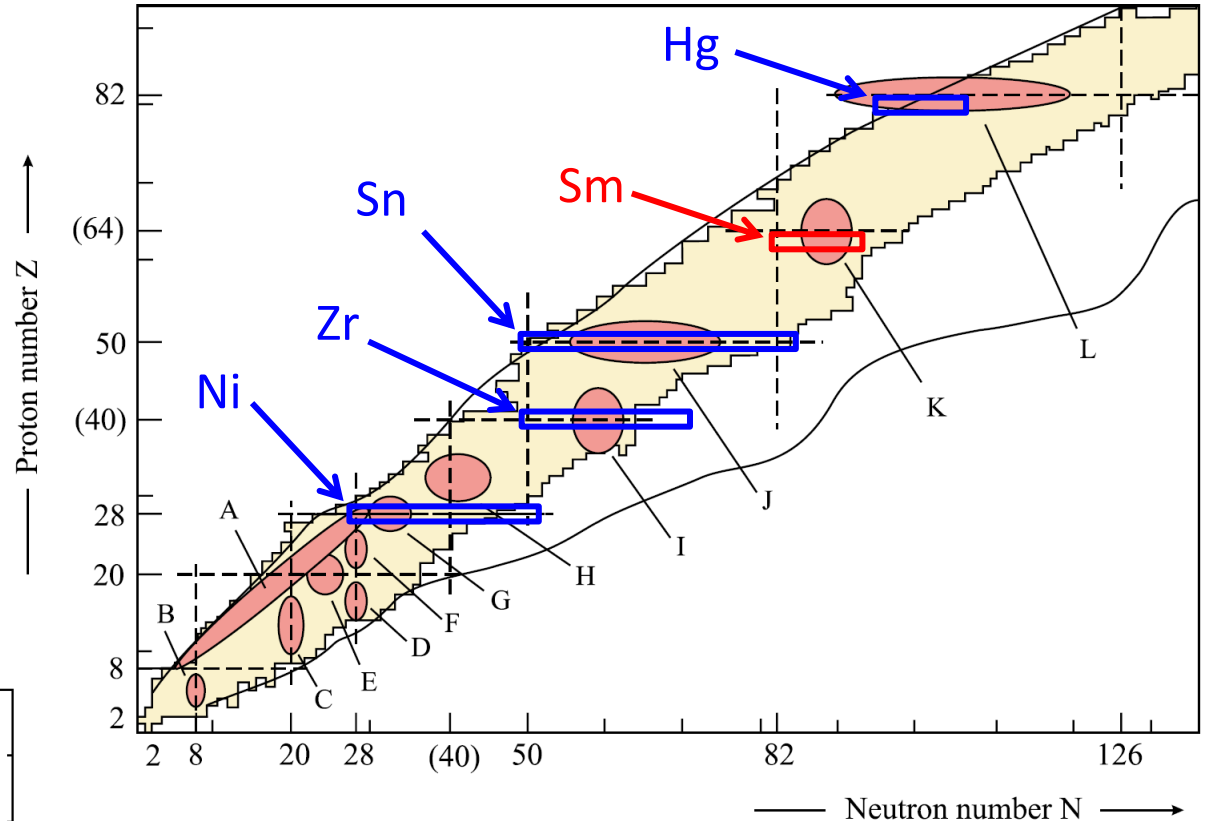 Hg
82
Sm
Sn
(64)
Zr
50
Ni
(40)
28
20
8
2
Proton number Z
A
B
C
D
E
F
G
H
I
J
K
L
2 8 20 28 (40) 50 82 126
Neutron number N